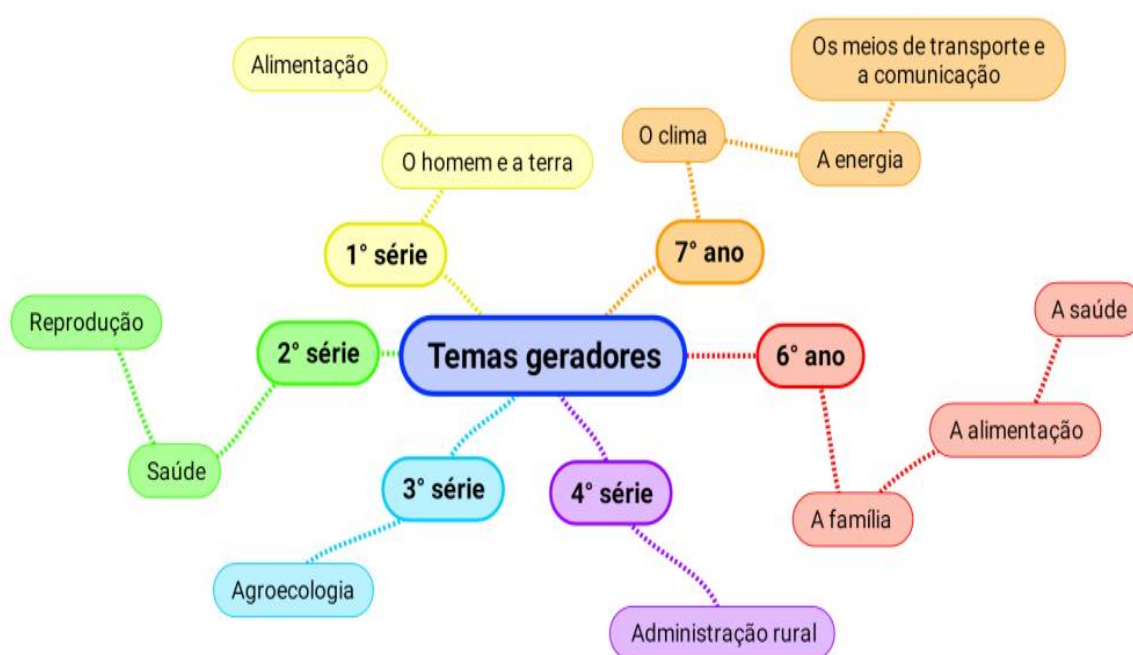 Os meios de transporte e
a comunicação
Alimentação
O clima
A energia
O homem e a terra
1° série
7° ano
Reprodução
2° série
Temas geradores
6° ano
A saúde
A alimentação
Saúde
3° série
4° série
A família
Agroecologia
Administração rural